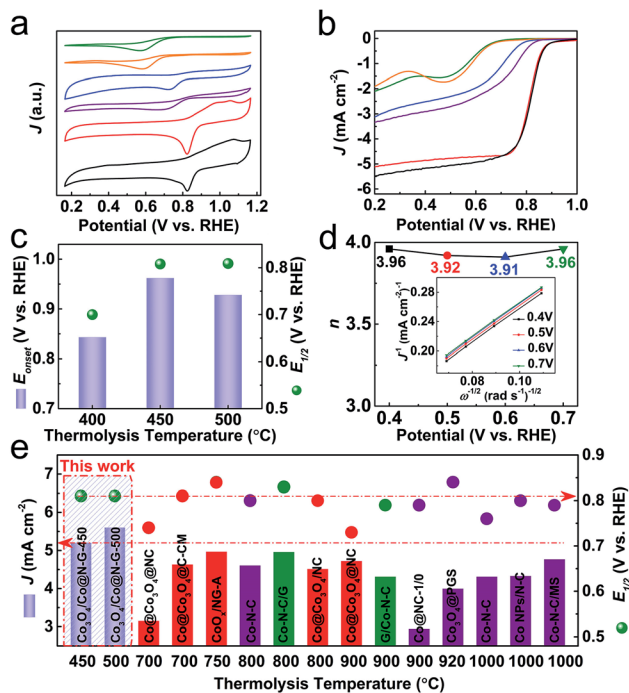 a
J (a.u.)
0.2 0.4 0.6 0.8 1.0 1.2
Potential (V vs. RHE)
b
J (mA cm⁻²)
0
-1
-2
-3
-4
-5
-6
0.2 0.4 0.6 0.8 1.0
Potential (V vs. RHE)
c
E_onset (V vs. RHE)
1.0
0.9
0.8
0.7
400 450 500
Thermolysis Temperature (°C)
0.8
0.7
0.6
0.5
E_1/2 (V vs. RHE)
d
n
4.0
3.5
3.0
3.96 3.92 3.91 3.96
J⁻¹ (mA cm⁻²)⁻¹
0.28
0.24
0.20
0.4V
0.5V
0.6V
0.7V
0.08 0.10
ω⁻¹/² (rad s⁻¹)⁻¹/²
0.4 0.5 0.6 0.7
Potential (V vs. RHE)
e
This work
J (mA cm⁻²)
7
6
5
4
3
Co₃O₄/Co@N-G-450
Co₃O₄/Co@N-G-500
Co@Co₃O₄@NC
Co@Co₃O₄@C-CM
CoOₓ/NG-A
Co-N-C
Co-N-C/G
Co@Co₃O₄/NC
Co@Co₃O₄@NC
G/Co-N-C
Co@NC-1/0
Co₃O₄@PGS
Co-N-C
Co NPs/N-C
Co-N-C/MS
0.9
0.8
0.7
0.6
0.5
E_1/2 (V vs. RHE)
450 500 700 700 750 800 800 800 900 900 900 920 1000 1000 1000
Thermolysis Temperature (°C)